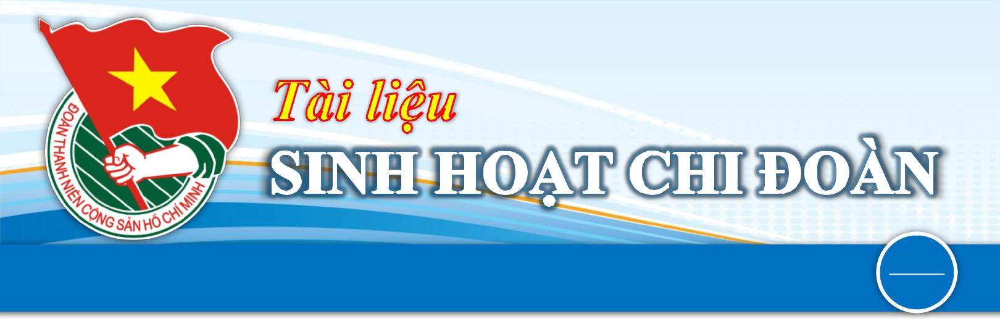 ĐOÀN THANH NIÊN CỘNG SẢN HỒ CHÍ MINH
Tài liệu
SINH HOẠT CHI ĐOÀN